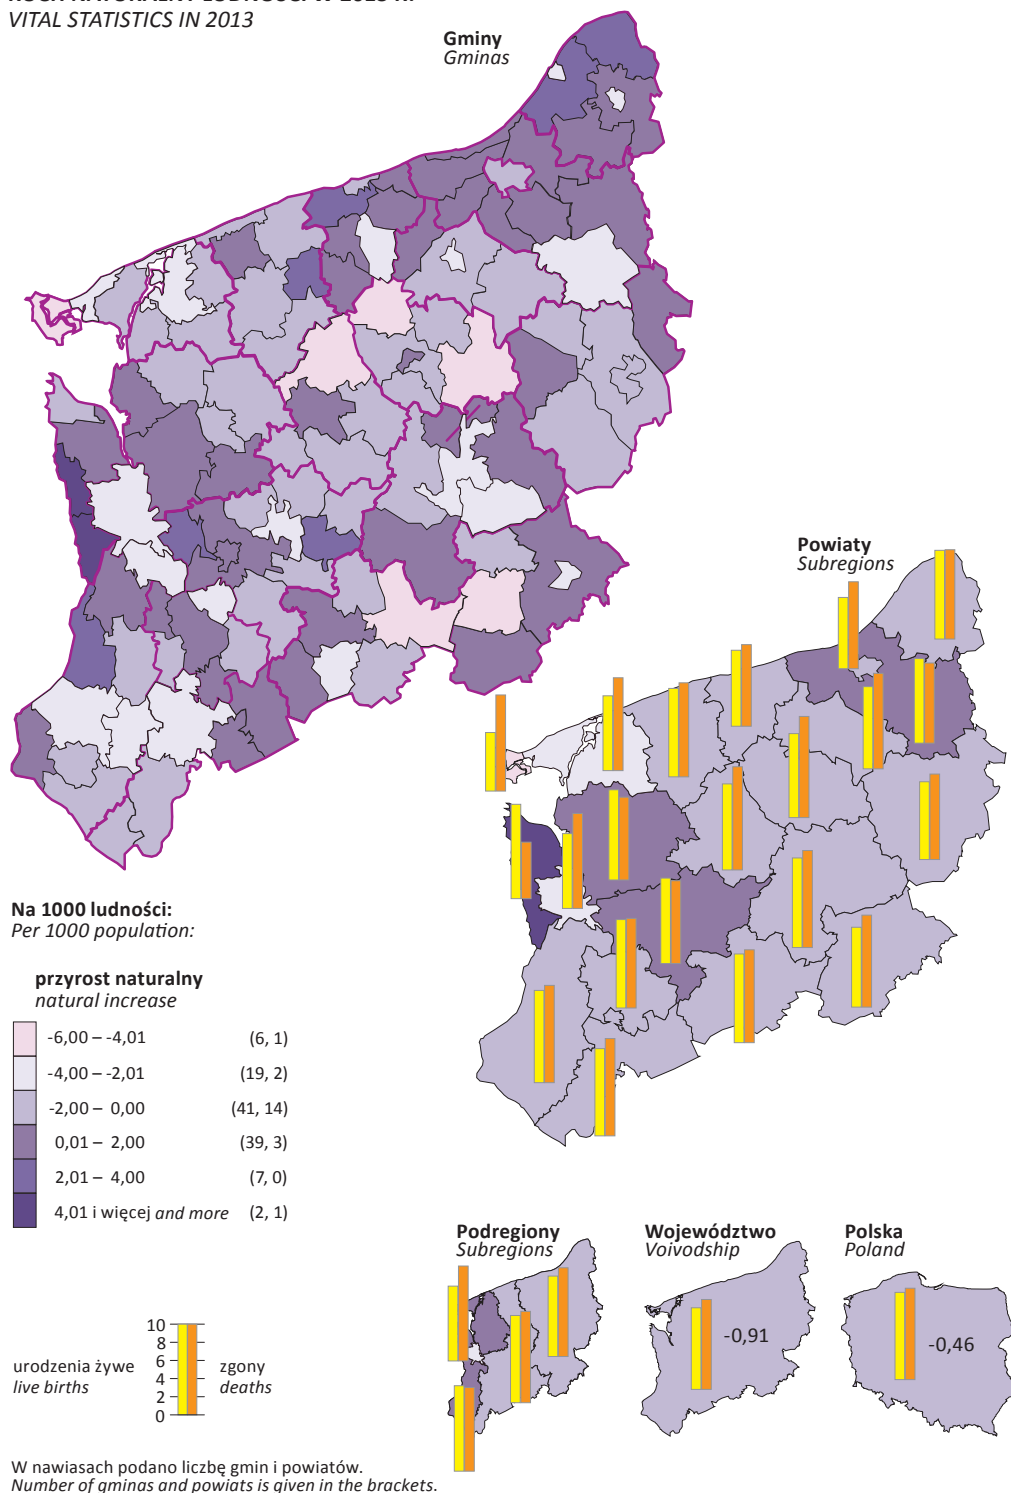 VITAL STATISTICS IN 2013
Gminy
Gminas
Powiaty
Subregions
Na 1000 ludności:
Per 1000 population:
przyrost naturalny
natural increase
-6,00 – -4,01 (6, 1)
-4,00 – -2,01 (19, 2)
-2,00 – 0,00 (41, 14)
0,01 – 2,00 (39, 3)
2,01 – 4,00 (7, 0)
4,01 i więcej and more (2, 1)
Podregiony
Subregions
Województwo
Voivodship
Polska
Poland
-0,91
-0,46
10
8
6
4
2
0
urodzenia żywe
live births
zgony
deaths
W nawiasach podano liczbę gmin i powiatów.
Number of gminas and powiats is given in the brackets.